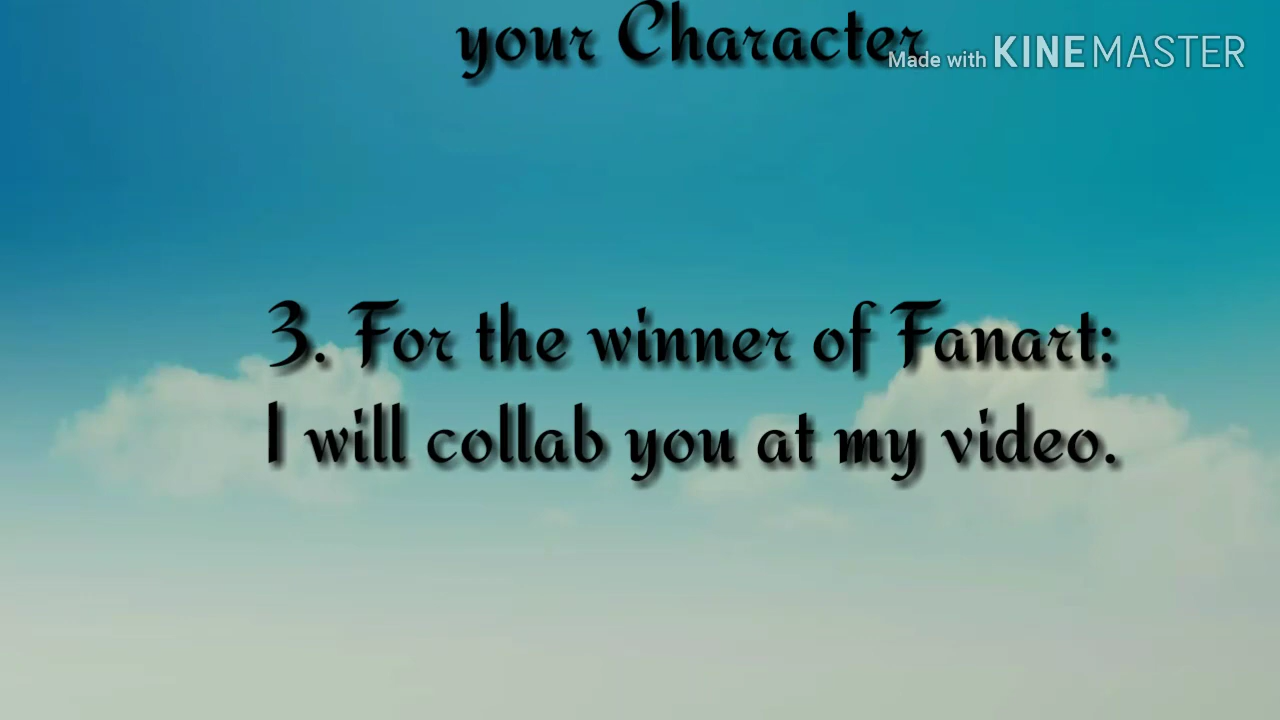 your Character
Made with KINEMASTER
3. For the winner of Fanart:
I will collab you at my video.